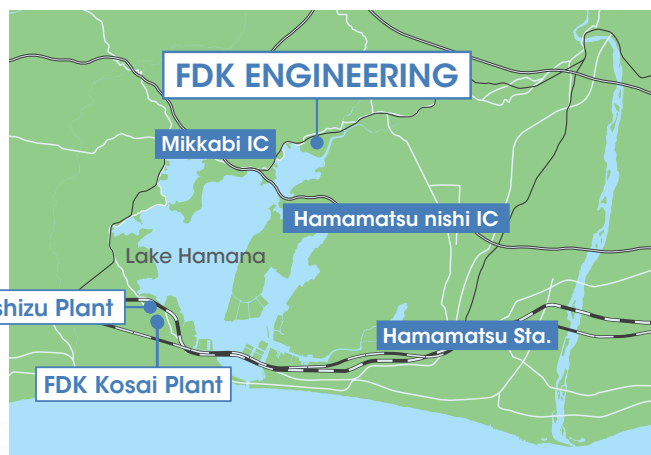 FDK ENGINEERING
Mikkabi IC
Hamamatsu nishi IC
Lake Hamana
shizu Plant
Hamamatsu Sta.
FDK Kosai Plant